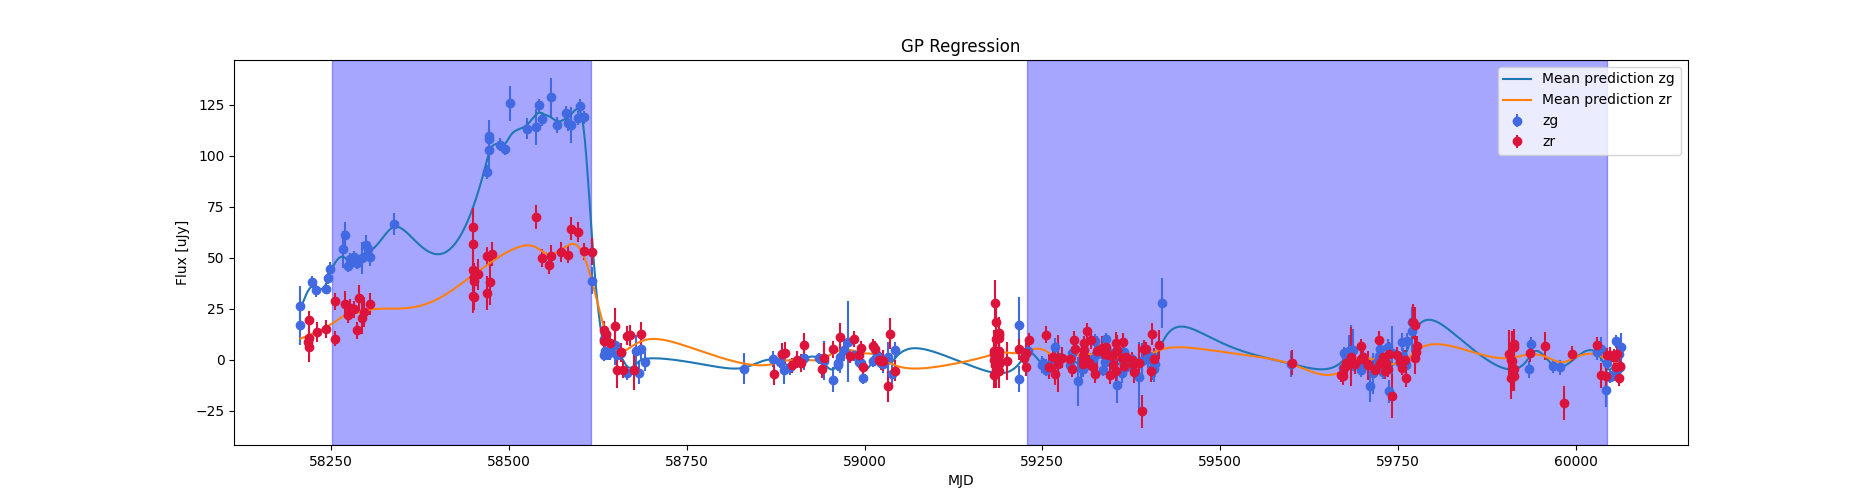 GP Regression
Flux [uJy]
125
100
75
50
25
0
−25
58250
58500
58750
59000
59250
59500
59750
60000
MJD
Mean prediction zg
Mean prediction zr
zg
zr